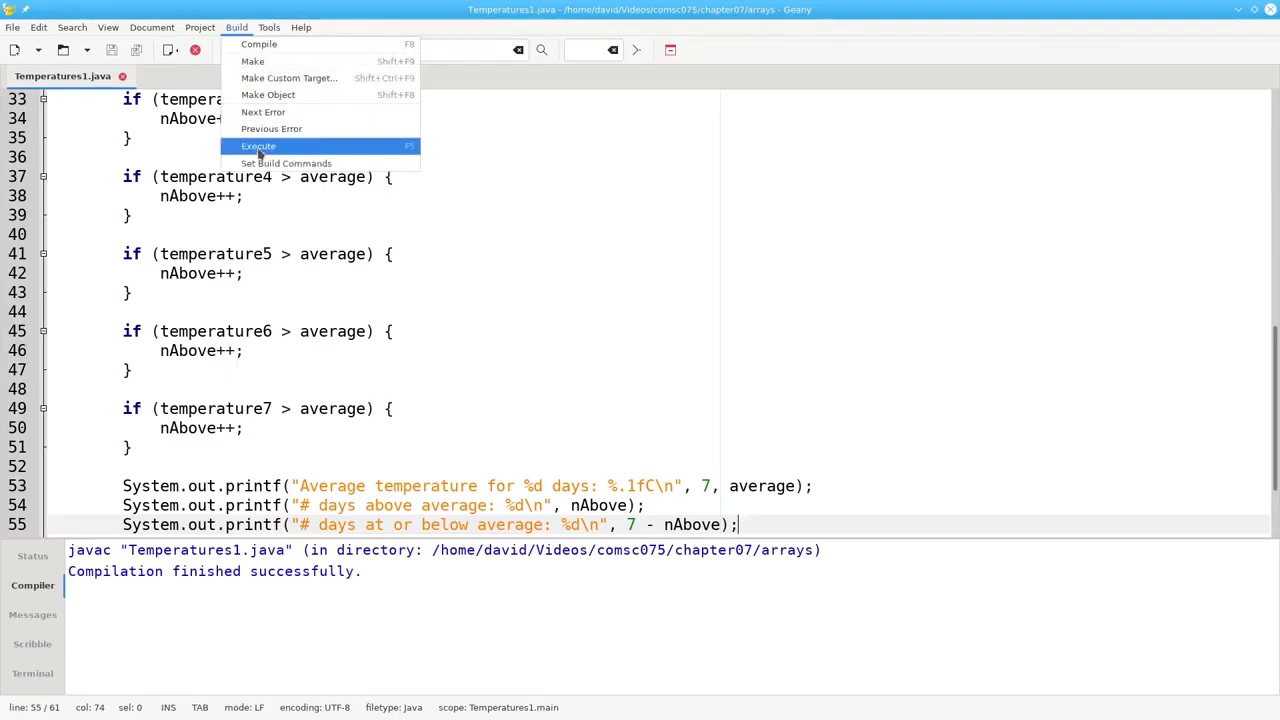 Temperatures1.java - /home/david/Videos/comsc075/chapter07/arrays - Geany
File Edit Search View Document Project Build Tools Help
Compile F8
Make Shift+F9
Make Custom Target... Shift+Ctrl+F9
Make Object Shift+F8
Next Error
Previous Error
Execute F5
Set Build Commands
Temperatures1.java
33 if (tempera
34 nAbove+
35 }
36
37 if (temperature4 > average) {
38 nAbove++;
39 }
40
41 if (temperature5 > average) {
42 nAbove++;
43 }
44
45 if (temperature6 > average) {
46 nAbove++;
47 }
48
49 if (temperature7 > average) {
50 nAbove++;
51 }
52
53 System.out.printf("Average temperature for %d days: %.1fC\n", 7, average);
54 System.out.printf("# days above average: %d\n", nAbove);
55 System.out.printf("# days at or below average: %d\n", 7 - nAbove);
Status
Compiler
Messages
Scribble
Terminal
javac "Temperatures1.java" (in directory: /home/david/Videos/comsc075/chapter07/arrays)
Compilation finished successfully.
line: 55 / 61 col: 74 sel: 0 INS TAB mode: LF encoding: UTF-8 filetype: Java scope: Temperatures1.main